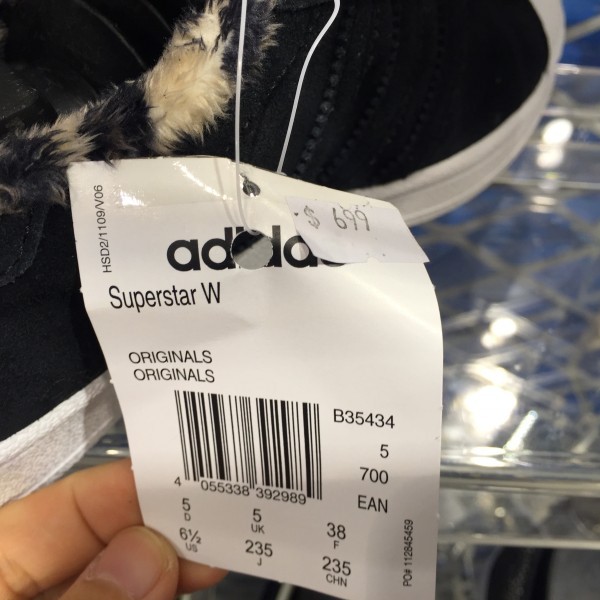 $ 699
adidas
HSD2/1109/V06
Superstar W
ORIGINALS
ORIGINALS
B35434
5
700
EAN
4 055338 392989
5 5 38
D UK F
6½ 235 235
US J CHN
PO# 112845459